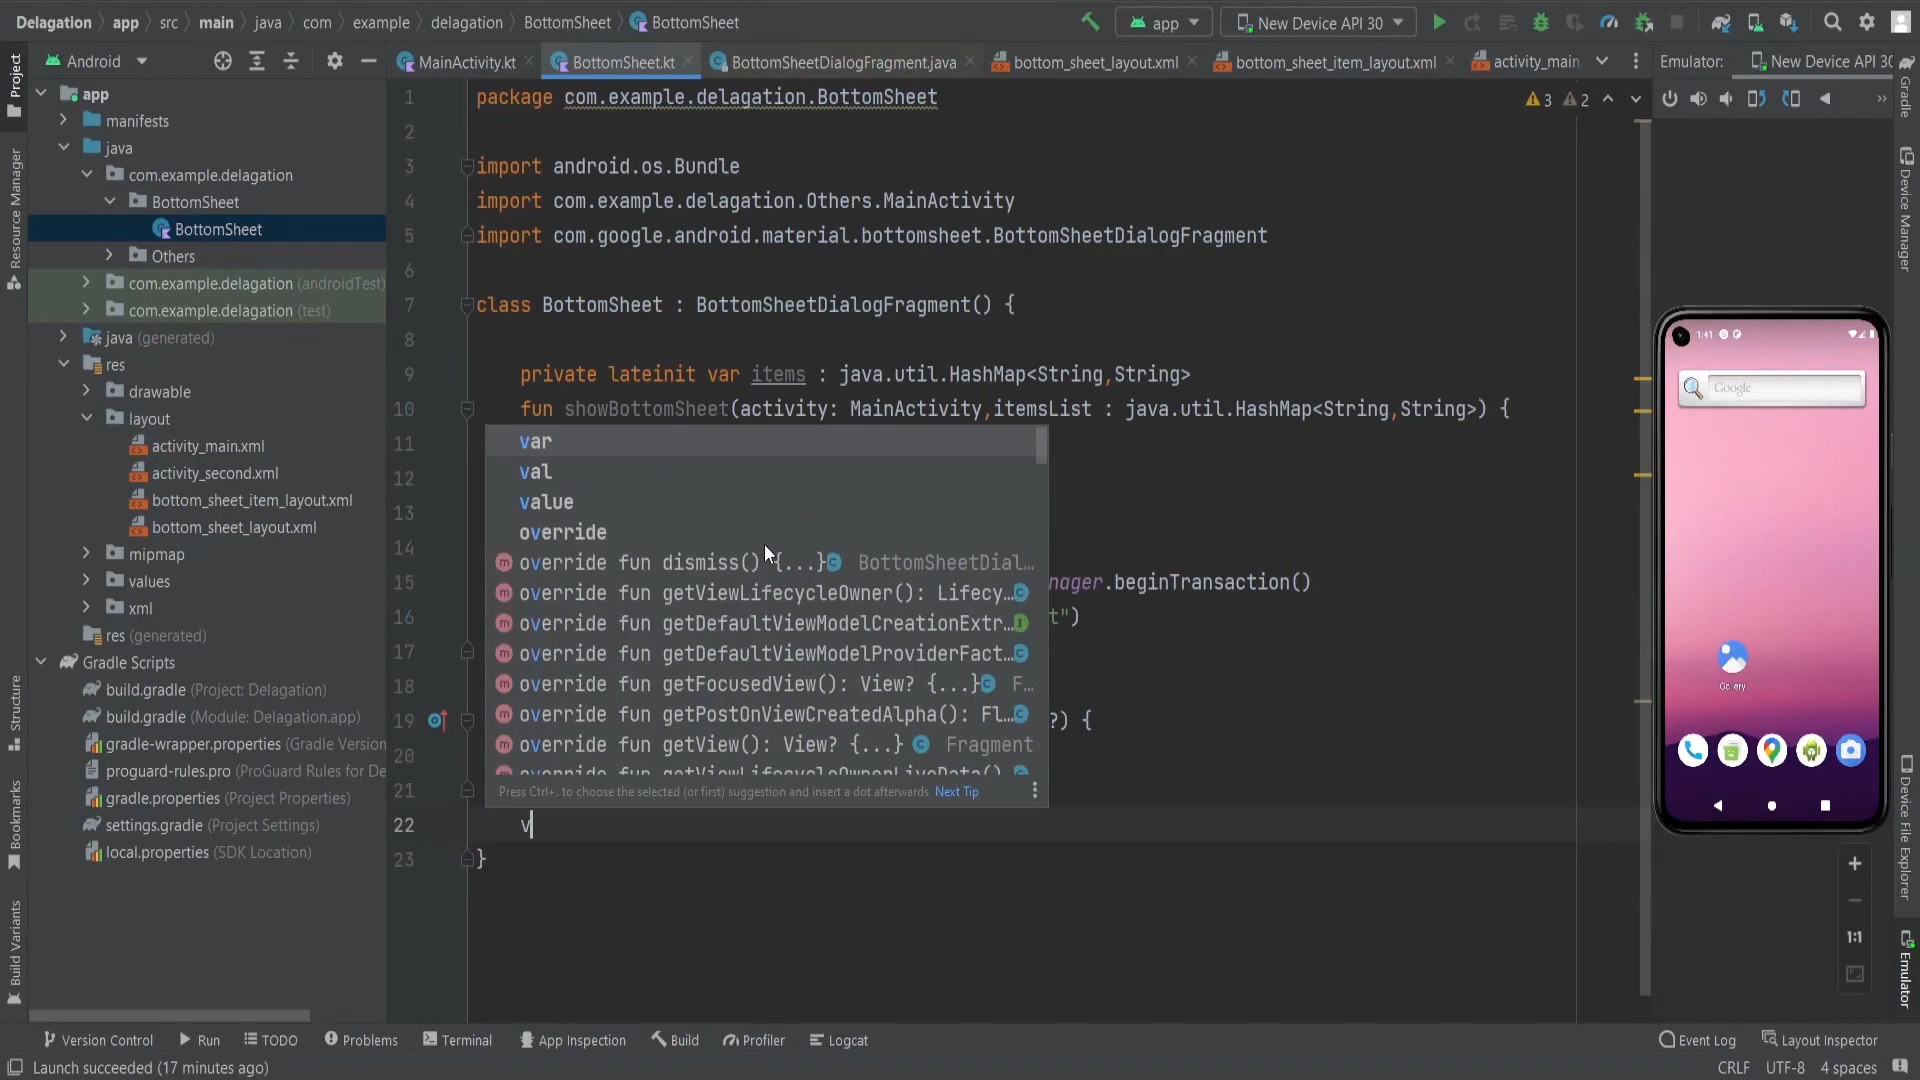 Delagation app src main java com example delagation BottomSheet BottomSheet
app New Device API 30
Project Android MainActivity.kt BottomSheet.kt BottomSheetDialogFragment.java bottom_sheet_layout.xml bottom_sheet_item_layout.xml activity_main Emulator: New Device API 30 Gradle
app
manifests
java
com.example.delagation
BottomSheet
BottomSheet
Others
com.example.delagation (androidTest)
com.example.delagation (test)
java (generated)
res
drawable
layout
activity_main.xml
activity_second.xml
bottom_sheet_item_layout.xml
bottom_sheet_layout.xml
mipmap
values
xml
res (generated)
Gradle Scripts
build.gradle (Project: Delagation)
build.gradle (Module: Delagation.app)
gradle-wrapper.properties (Gradle Version
proguard-rules.pro (ProGuard Rules for De
gradle.properties (Project Properties)
settings.gradle (Project Settings)
local.properties (SDK Location)
Resource Manager
Structure
Bookmarks
Build Variants
1 package com.example.delagation.BottomSheet
3 2
2
3 import android.os.Bundle
4 import com.example.delagation.Others.MainActivity
5 import com.google.android.material.bottomsheet.BottomSheetDialogFragment
6
7 class BottomSheet : BottomSheetDialogFragment() {
8
9 private lateinit var items : java.util.HashMap<String,String>
10 fun showBottomSheet(activity: MainActivity,itemsList : java.util.HashMap<String,String>) {
11
12
13
14
15 nager.beginTransaction()
16 t")
17
18
19 ?) {
20
21
22 v
23 }
var
val
value
override
override fun dismiss() {...} BottomSheetDial…
override fun getViewLifecycleOwner(): Lifecy…
override fun getDefaultViewModelCreationExtr…
override fun getDefaultViewModelProviderFact…
override fun getFocusedView(): View? {...} F…
override fun getPostOnViewCreatedAlpha(): Fl…
override fun getView(): View? {...} Fragment
override fun getViewLifecycleOwnerLiveData()
Press Ctrl+. to choose the selected (or first) suggestion and insert a dot afterwards Next Tip
1:41
Google
Gallery
1:1
Device Manager
Device File Explorer
Emulator
Version Control Run TODO Problems Terminal App Inspection Build Profiler Logcat Event Log Layout Inspector
Launch succeeded (17 minutes ago) CRLF UTF-8 4 spaces